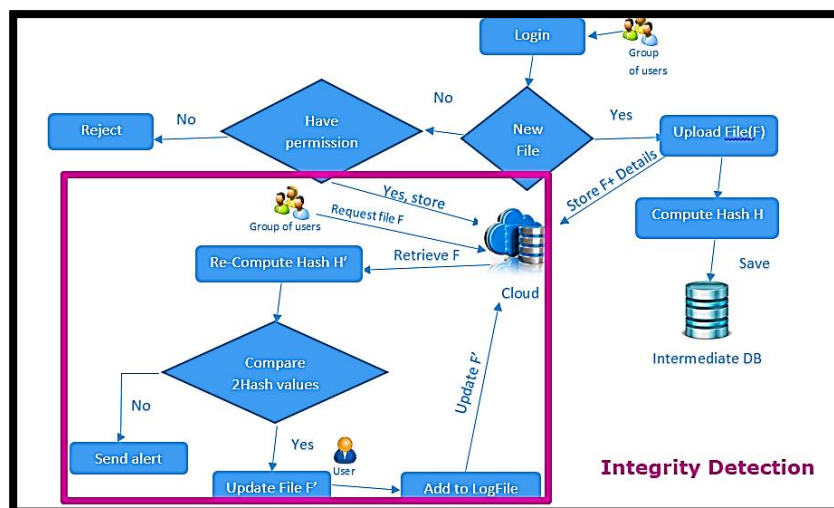 Login
Group
of users
No
Have
permission
No
New
File
Yes
Reject
Upload File(F)
Store F+ Details
Yes, store
Request file F
Group of users
Compute Hash H
Retrieve F
Re-Compute Hash H'
Save
Cloud
Compare
2Hash values
Update F'
Intermediate DB
No
Yes
User
Send alert
Update File F'
Add to LogFile
Integrity Detection